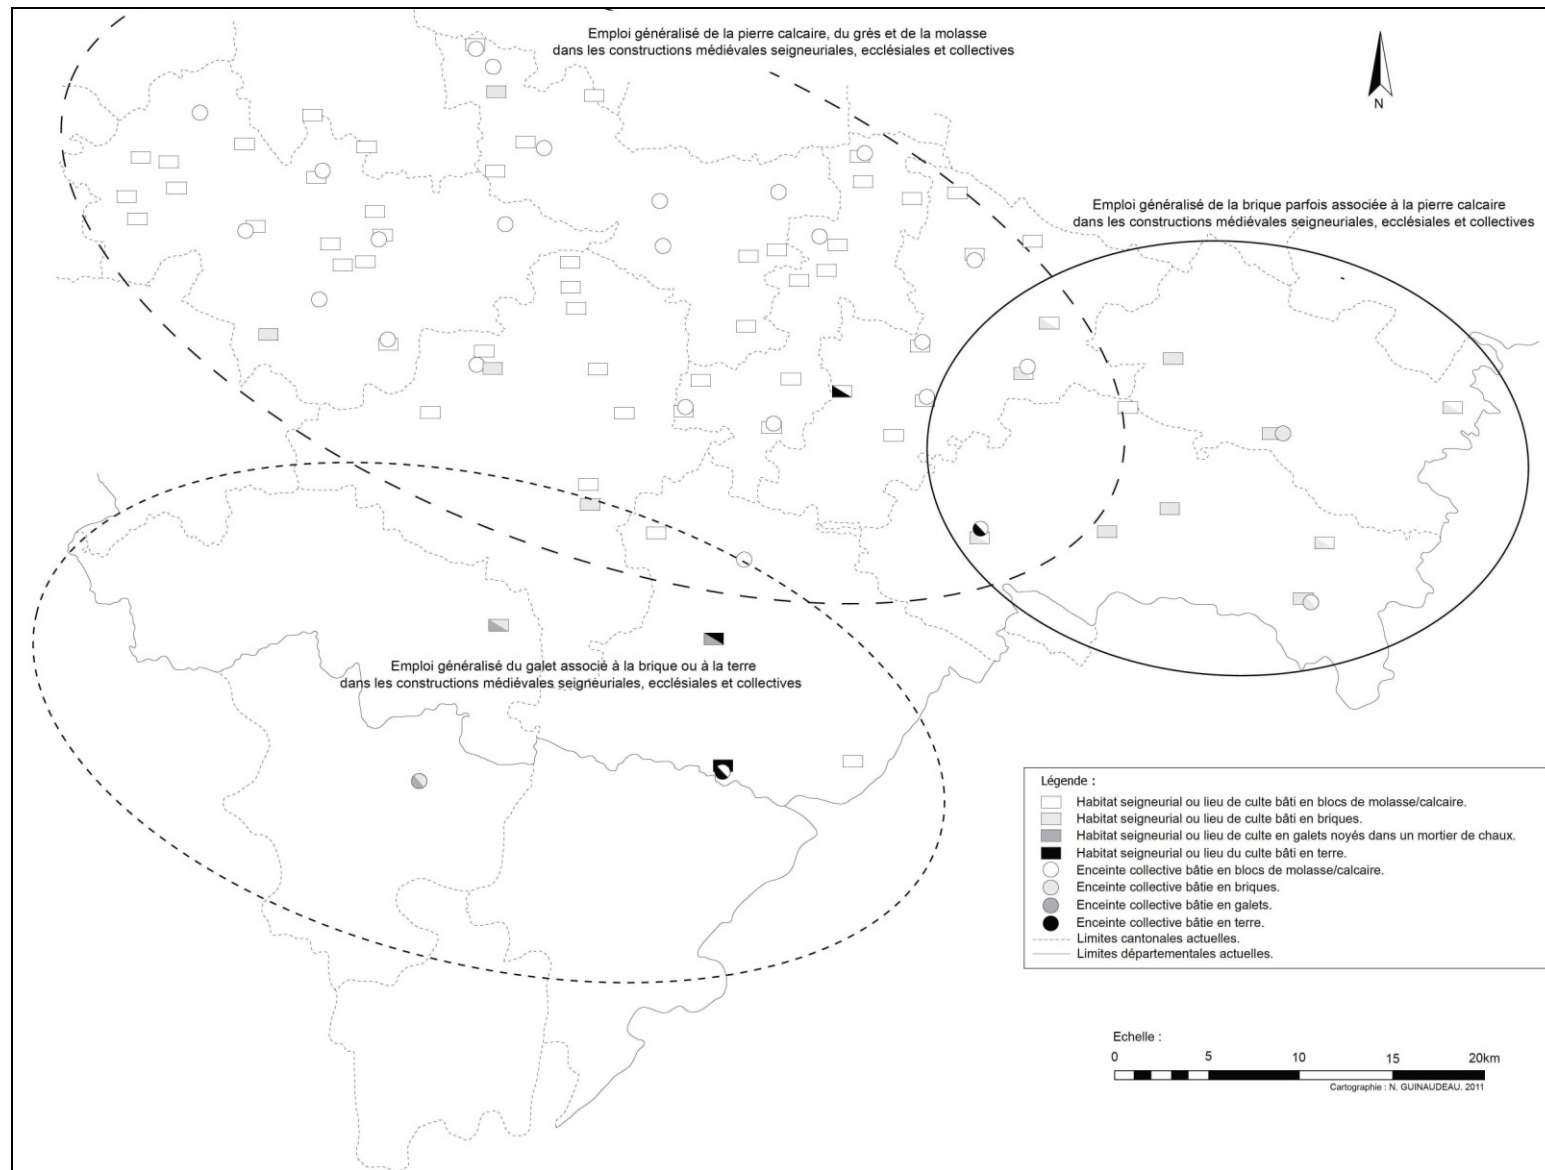 Emploi généralisé de la pierre calcaire, du grès et de la molasse
dans les constructions médiévales seigneuriales, ecclésiales et collectives
N
Emploi généralisé de la brique parfois associée à la pierre calcaire
dans les constructions médiévales seigneuriales, ecclésiales et collectives
Emploi généralisé du galet associé à la brique ou à la terre
dans les constructions médiévales seigneuriales, ecclésiales et collectives
Légende :
Habitat seigneurial ou lieu de culte bâti en blocs de molasse/calcaire.
Habitat seigneurial ou lieu de culte bâti en briques.
Habitat seigneurial ou lieu de culte en galets noyés dans un mortier de chaux.
Habitat seigneurial ou lieu du culte bâti en terre.
Enceinte collective bâtie en blocs de molasse/calcaire.
Enceinte collective bâtie en briques.
Enceinte collective bâtie en galets.
Enceinte collective bâtie en terre.
Limites cantonales actuelles.
Limites départementales actuelles.
Echelle :
0 5 10 15 20km
Cartographie : N. GUINAUDEAU. 2011